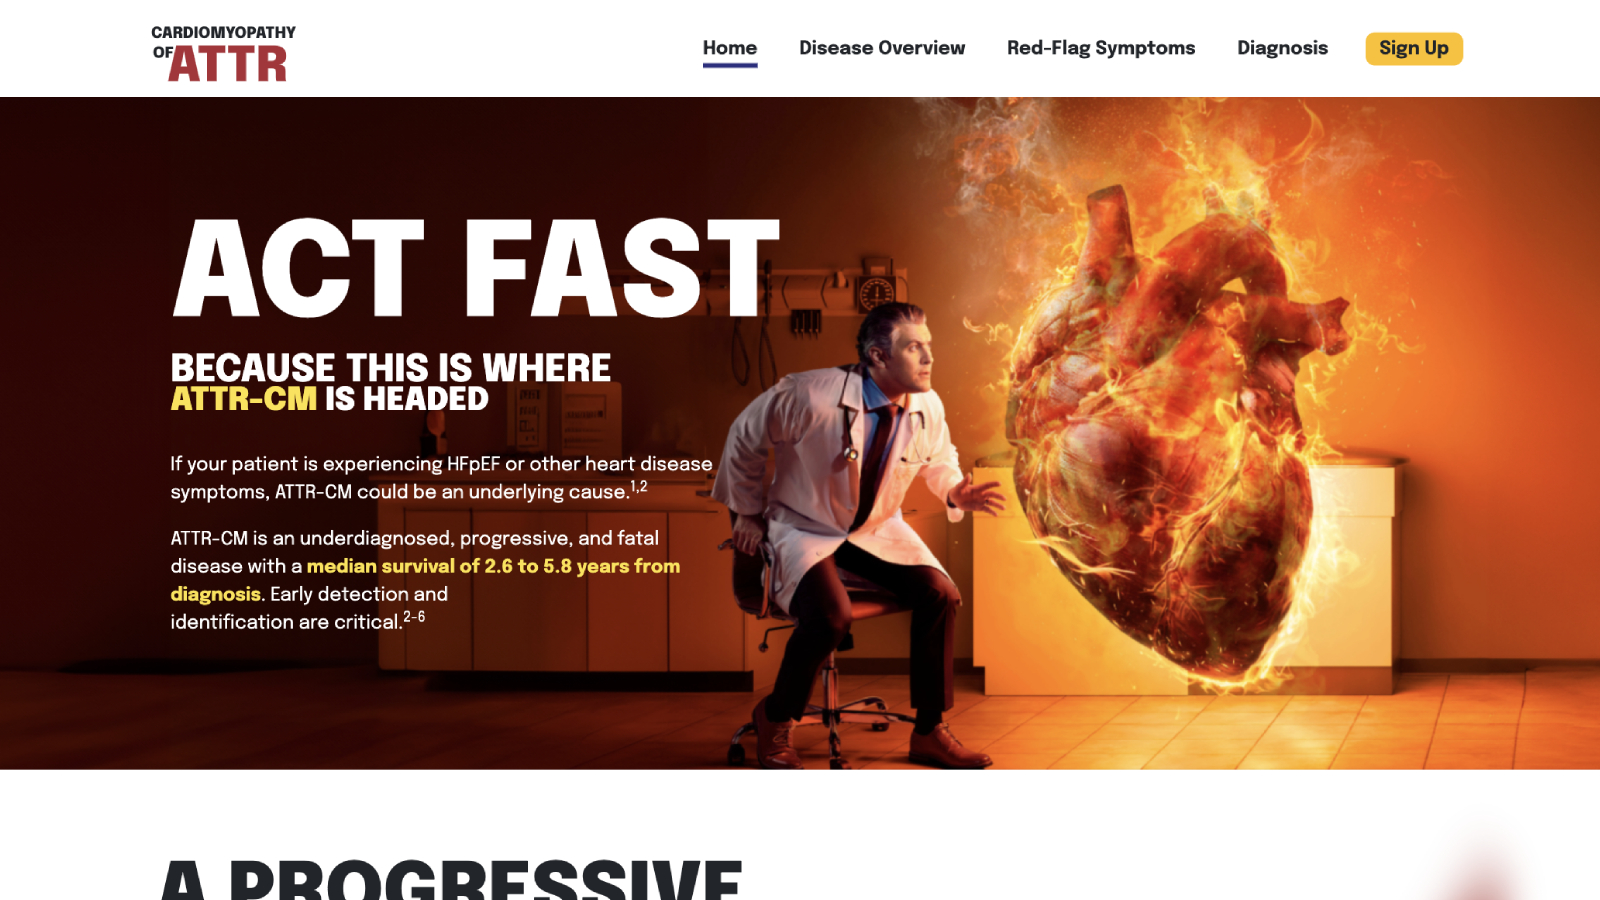 CARDIOMYOPATHY
OF ATTR
Home Disease Overview Red-Flag Symptoms Diagnosis Sign Up
ACT FAST
BECAUSE THIS IS WHERE
ATTR-CM IS HEADED
If your patient is experiencing HFpEF or other heart disease
symptoms, ATTR-CM could be an underlying cause.1,2
ATTR-CM is an underdiagnosed, progressive, and fatal
disease with a median survival of 2.6 to 5.8 years from
diagnosis. Early detection and
identification are critical.2-6
A PROGRESSIVE